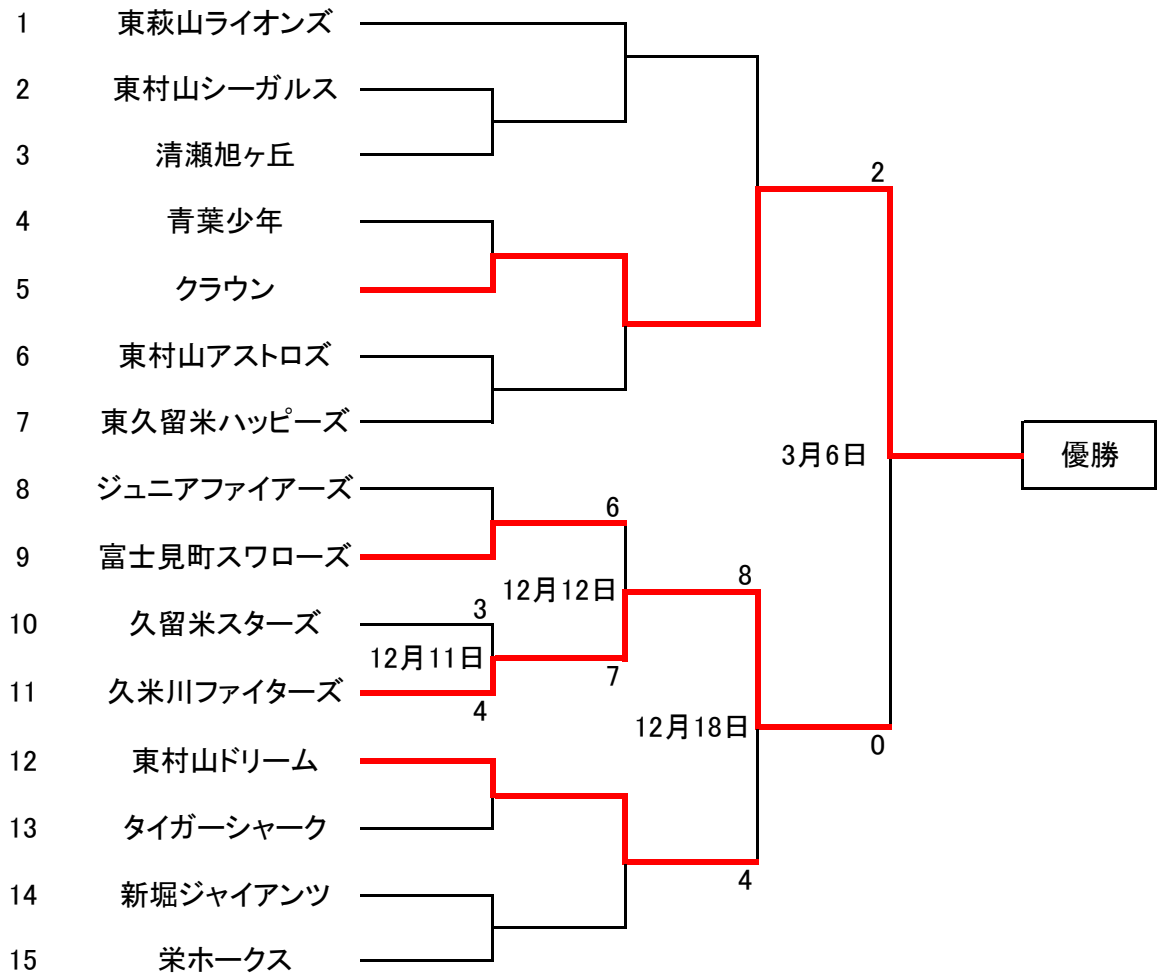 1 東萩山ライオンズ
2 東村山シーガルス
3 清瀬旭ヶ丘
2
4 青葉少年
5 クラウン
6 東村山アストロズ
7 東久留米ハッピーズ
3月6日
優勝
8 ジュニアファイアーズ
6
9 富士見町スワローズ
12月12日
8
10 久留米スターズ
3
12月11日
7
11 久米川ファイターズ
4
12月18日
0
12 東村山ドリーム
13 タイガーシャーク
4
14 新堀ジャイアンツ
15 栄ホークス